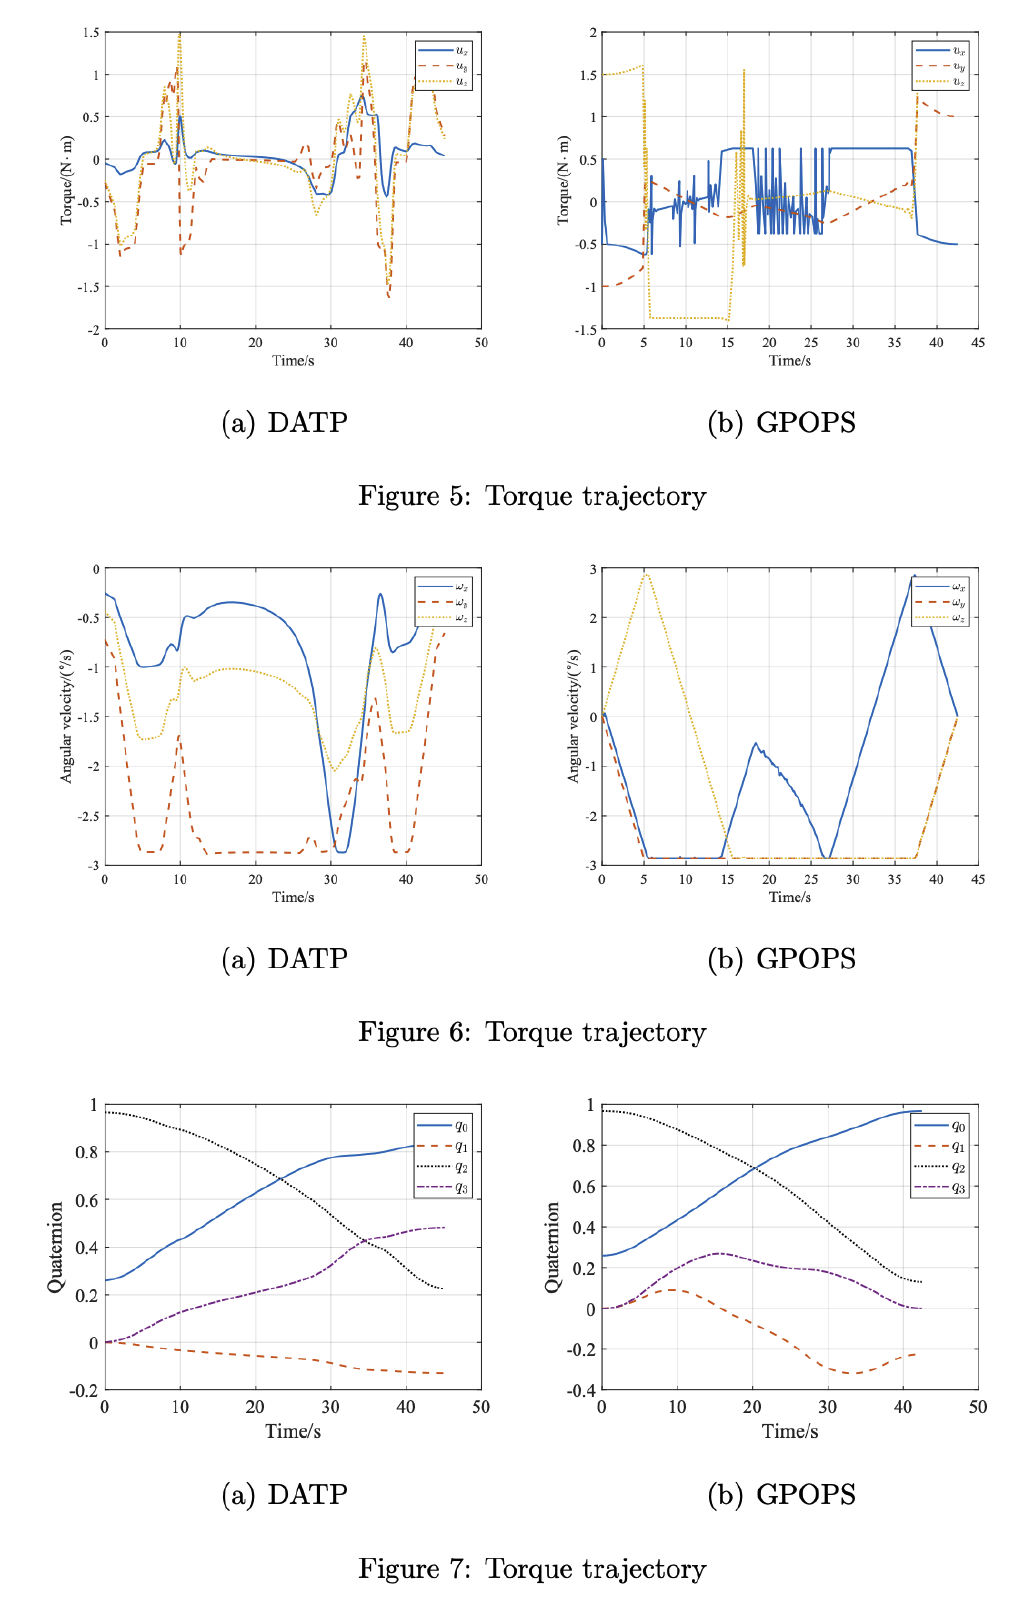 1.5
1
0.5
0
-0.5
-1
-1.5
-2
0 10 20 30 40 50
Time/s
Torque/(N· m)
u_x
u_y
u_z
2
1.5
1
0.5
0
-0.5
-1
-1.5
0 5 10 15 20 25 30 35 40 45
Time/s
Torque/(N· m)
u_x
u_y
u_z
(a) DATP
(b) GPOPS
Figure 5: Torque trajectory
0
-0.5
-1
-1.5
-2
-2.5
-3
0 10 20 30 40 50
Time/s
Angular velocity/(°/s)
ω_x
ω_y
ω_z
3
2
1
0
-1
-2
-3
0 5 10 15 20 25 30 35 40 45
Time/s
Angular velocity/(°/s)
ω_x
ω_y
ω_z
(a) DATP
(b) GPOPS
Figure 6: Torque trajectory
1
0.8
0.6
0.4
0.2
0
-0.2
0 10 20 30 40 50
Time/s
Quaternion
q_0
q_1
q_2
q_3
1
0.8
0.6
0.4
0.2
0
-0.2
-0.4
0 10 20 30 40 50
Time/s
Quaternion
q_0
q_1
q_2
q_3
(a) DATP
(b) GPOPS
Figure 7: Torque trajectory